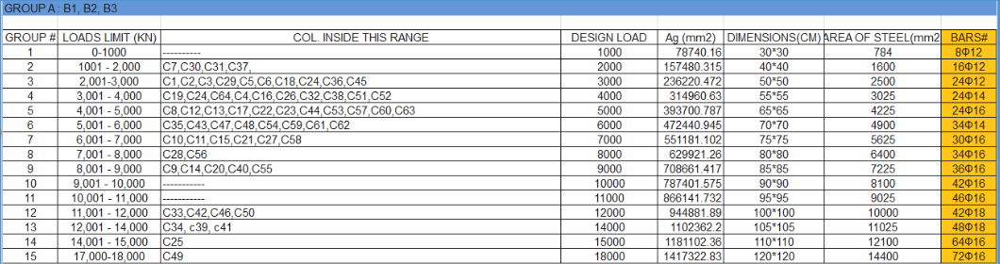 GROUP A : B1, B2, B3
GROUP # LOADS LIMIT (KN) COL. INSIDE THIS RANGE DESIGN LOAD Ag (mm2) DIMENSIONS(CM) AREA OF STEEL(mm2 BARS#
1 0-1000 ---------- 1000 78740.16 30*30 784 8Φ12
2 1001 - 2,000 C7,C30,C31,C37, 2000 157480.315 40*40 1600 16Φ12
3 2,001-3,000 C1,C2,C3,C29,C5,C6,C18,C24,C36,C45 3000 236220.472 50*50 2500 24Φ12
4 3,001 - 4,000 C19,C24,C64,C4,C16,C26,C32,C38,C51,C52 4000 314960.63 55*55 3025 24Φ14
5 4,001 - 5,000 C8,C12,C13,C17,C22,C23,C44,C53,C57,C60,C63 5000 393700.787 65*65 4225 24Φ16
6 5,001 - 6,000 C35,C43,C47,C48,C54,C59,C61,C62 6000 472440.945 70*70 4900 34Φ14
7 6,001 - 7,000 C10,C11,C15,C21,C27,C58 7000 551181.102 75*75 5625 30Φ16
8 7,001 - 8,000 C28,C56 8000 629921.26 80*80 6400 34Φ16
9 8,001 - 9,000 C9,C14,C20,C40,C55 9000 708661.417 85*85 7225 36Φ16
10 9,001 - 10,000 ----------- 10000 787401.575 90*90 8100 42Φ16
11 10,001 - 11,000 ----------- 11000 866141.732 95*95 9025 46Φ16
12 11,001 - 12,000 C33,C42,C46,C50 12000 944881.89 100*100 10000 42Φ18
13 12,001 - 14,000 C34, c39, c41 14000 1102362.2 105*105 11025 48Φ18
14 14,001 - 15,000 C25 15000 1181102.36 110*110 12100 64Φ16
15 17,000-18,000 C49 18000 1417322.83 120*120 14400 72Φ16